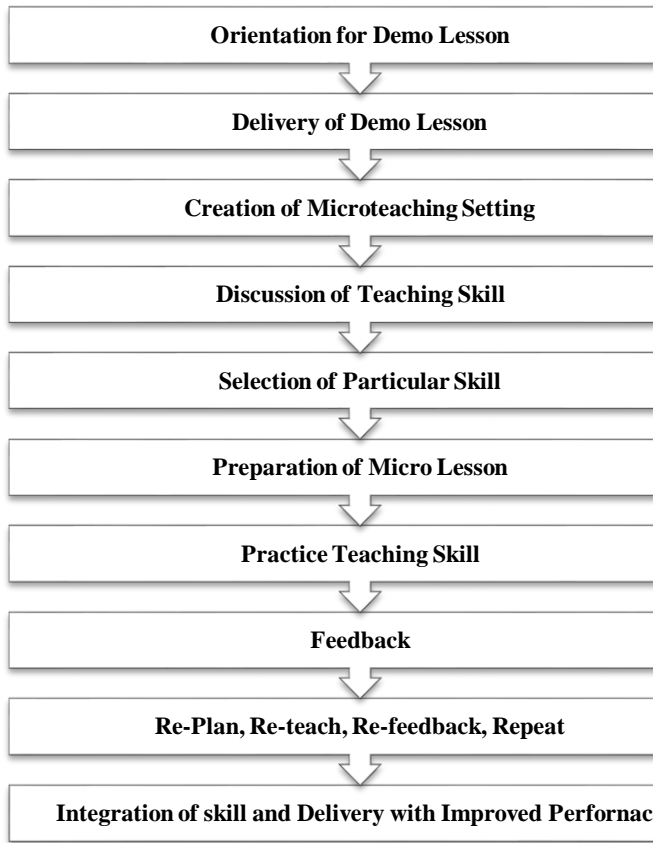 Orientation for Demo Lesson
Delivery of Demo Lesson
Creation of Microteaching Setting
Discussion of Teaching Skill
Selection of Particular Skill
Preparation of Micro Lesson
Practice Teaching Skill
Feedback
Re-Plan, Re-teach, Re-feedback, Repeat
Integration of skill and Delivery with Improved Perfornac